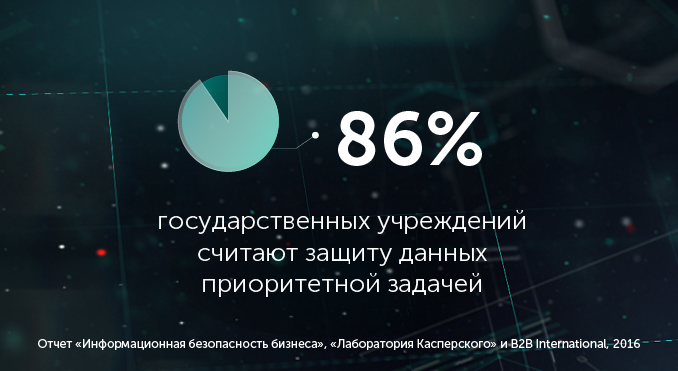 86%
государственных учреждений
считают защиту данных
приоритетной задачей
Отчет «Информационная безопасность бизнеса», «Лаборатория Касперского» и B2B International, 2016